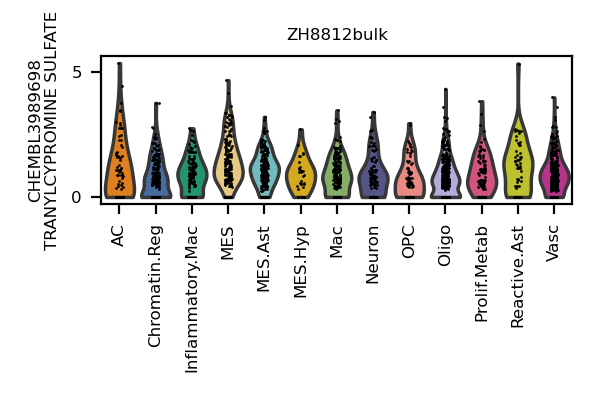 ZH8812bulk
CHEMBL3989698
TRANYLCYPROMINE SULFATE
5
0
AC
Chromatin.Reg
Inflammatory.Mac
MES
MES.Ast
MES.Hyp
Mac
Neuron
OPC
Oligo
Prolif.Metab
Reactive.Ast
Vasc